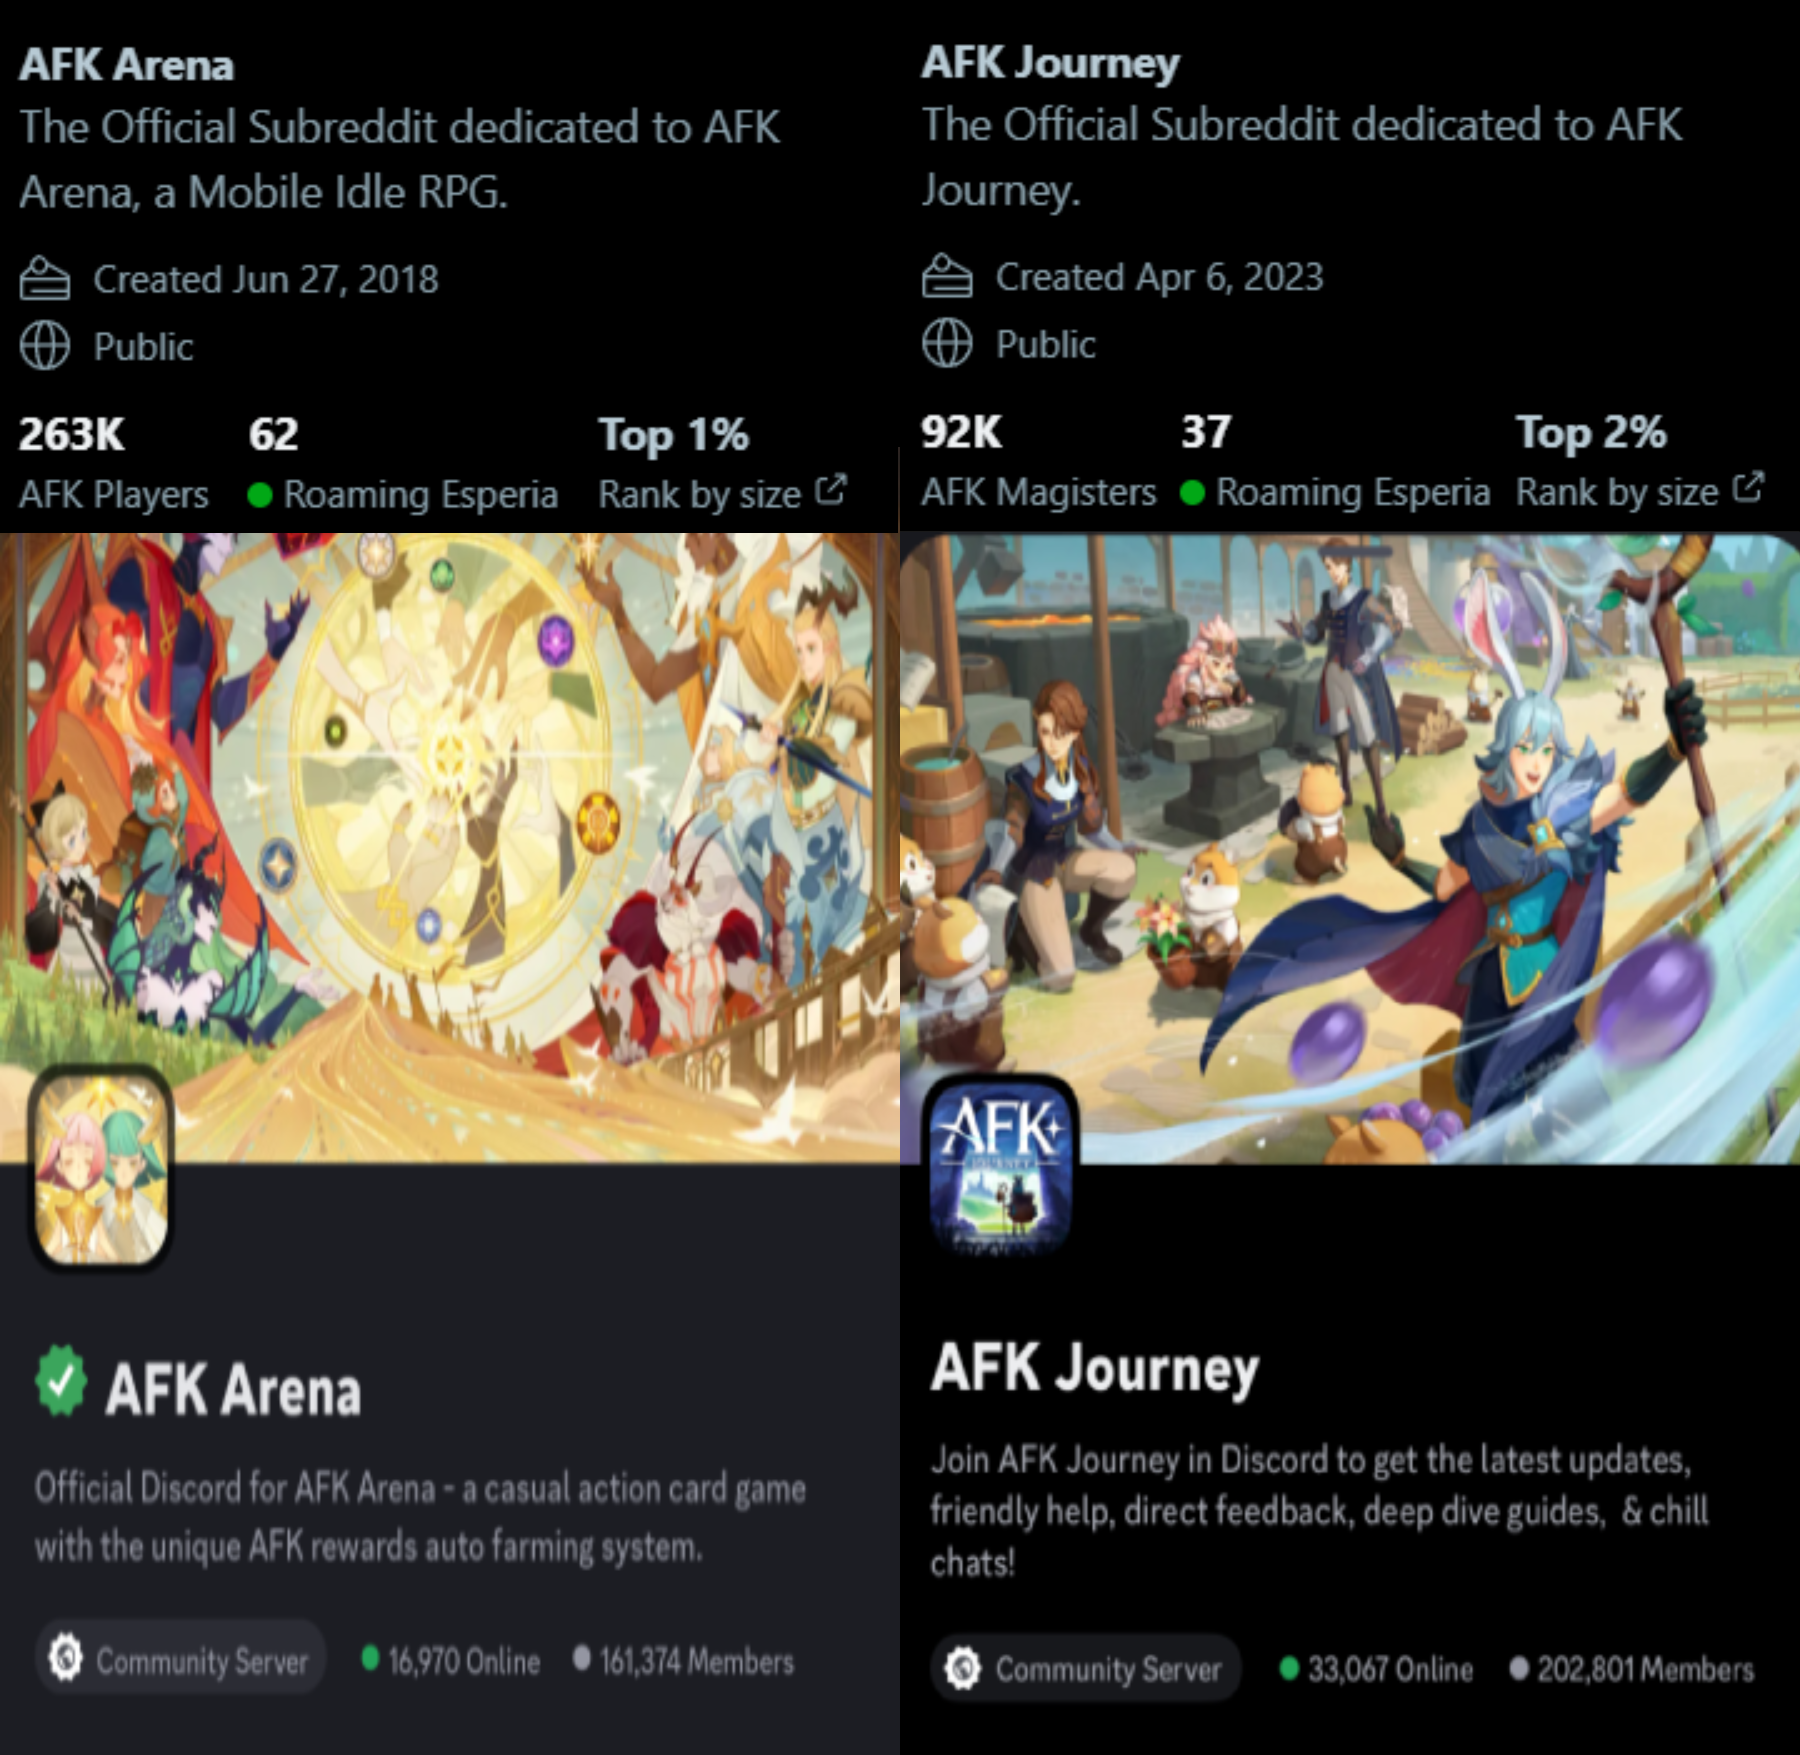 AFK Arena
The Official Subreddit dedicated to AFK
Arena, a Mobile Idle RPG.
Created Jun 27, 2018
Public
263K 62 Top 1%
AFK Players Roaming Esperia Rank by size
AFK Journey
The Official Subreddit dedicated to AFK
Journey.
Created Apr 6, 2023
Public
92K 37 Top 2%
AFK Magisters Roaming Esperia Rank by size
AFK Arena
Official Discord for AFK Arena - a casual action card game
with the unique AFK rewards auto farming system.
Community Server 16,970 Online 161,374 Members
AFK
JOURNEY
AFK Journey
Join AFK Journey in Discord to get the latest updates,
friendly help, direct feedback, deep dive guides, & chill
chats!
Community Server 33,067 Online 202,801 Members